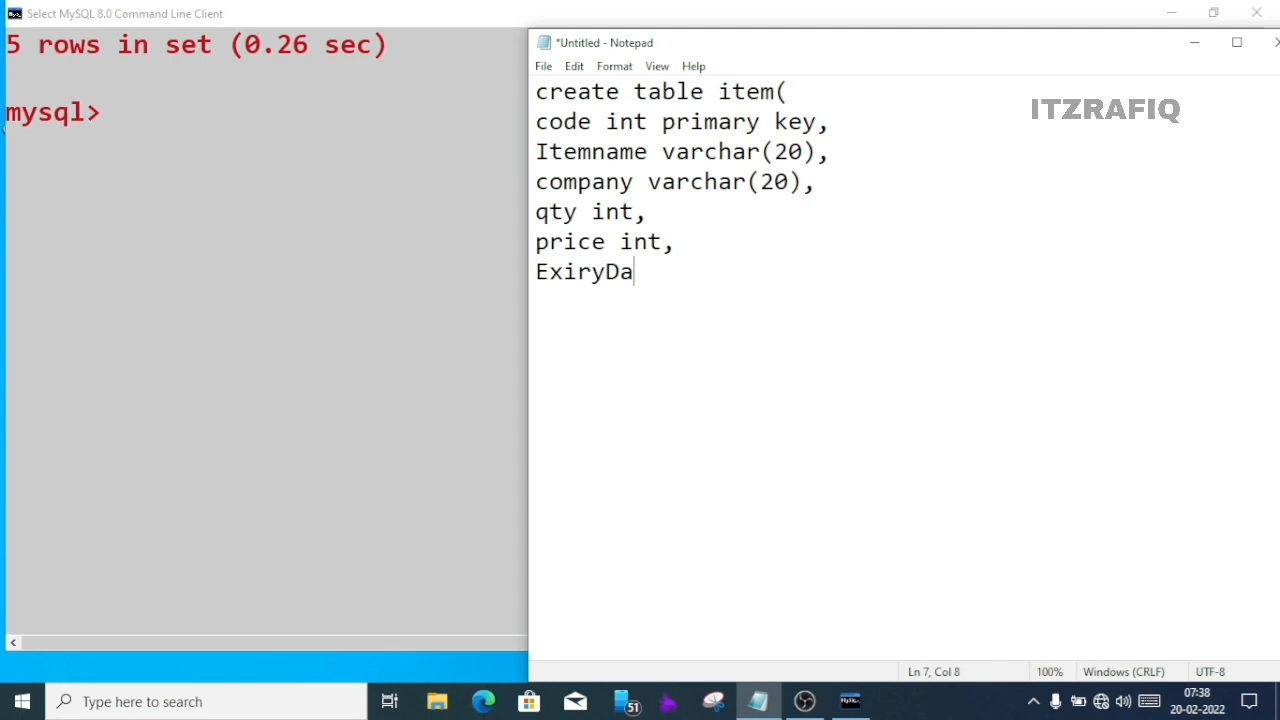 Select MySQL 8.0 Command Line Client
5 rows in set (0.26 sec)
mysql>
*Untitled - Notepad
File Edit Format View Help
create table item(
code int primary key,
Itemname varchar(20),
company varchar(20),
qty int,
price int,
ExiryDa
ITZRAFIQ
Ln 7, Col 8 100% Windows (CRLF) UTF-8
Type here to search
51
07:38
20-02-2022